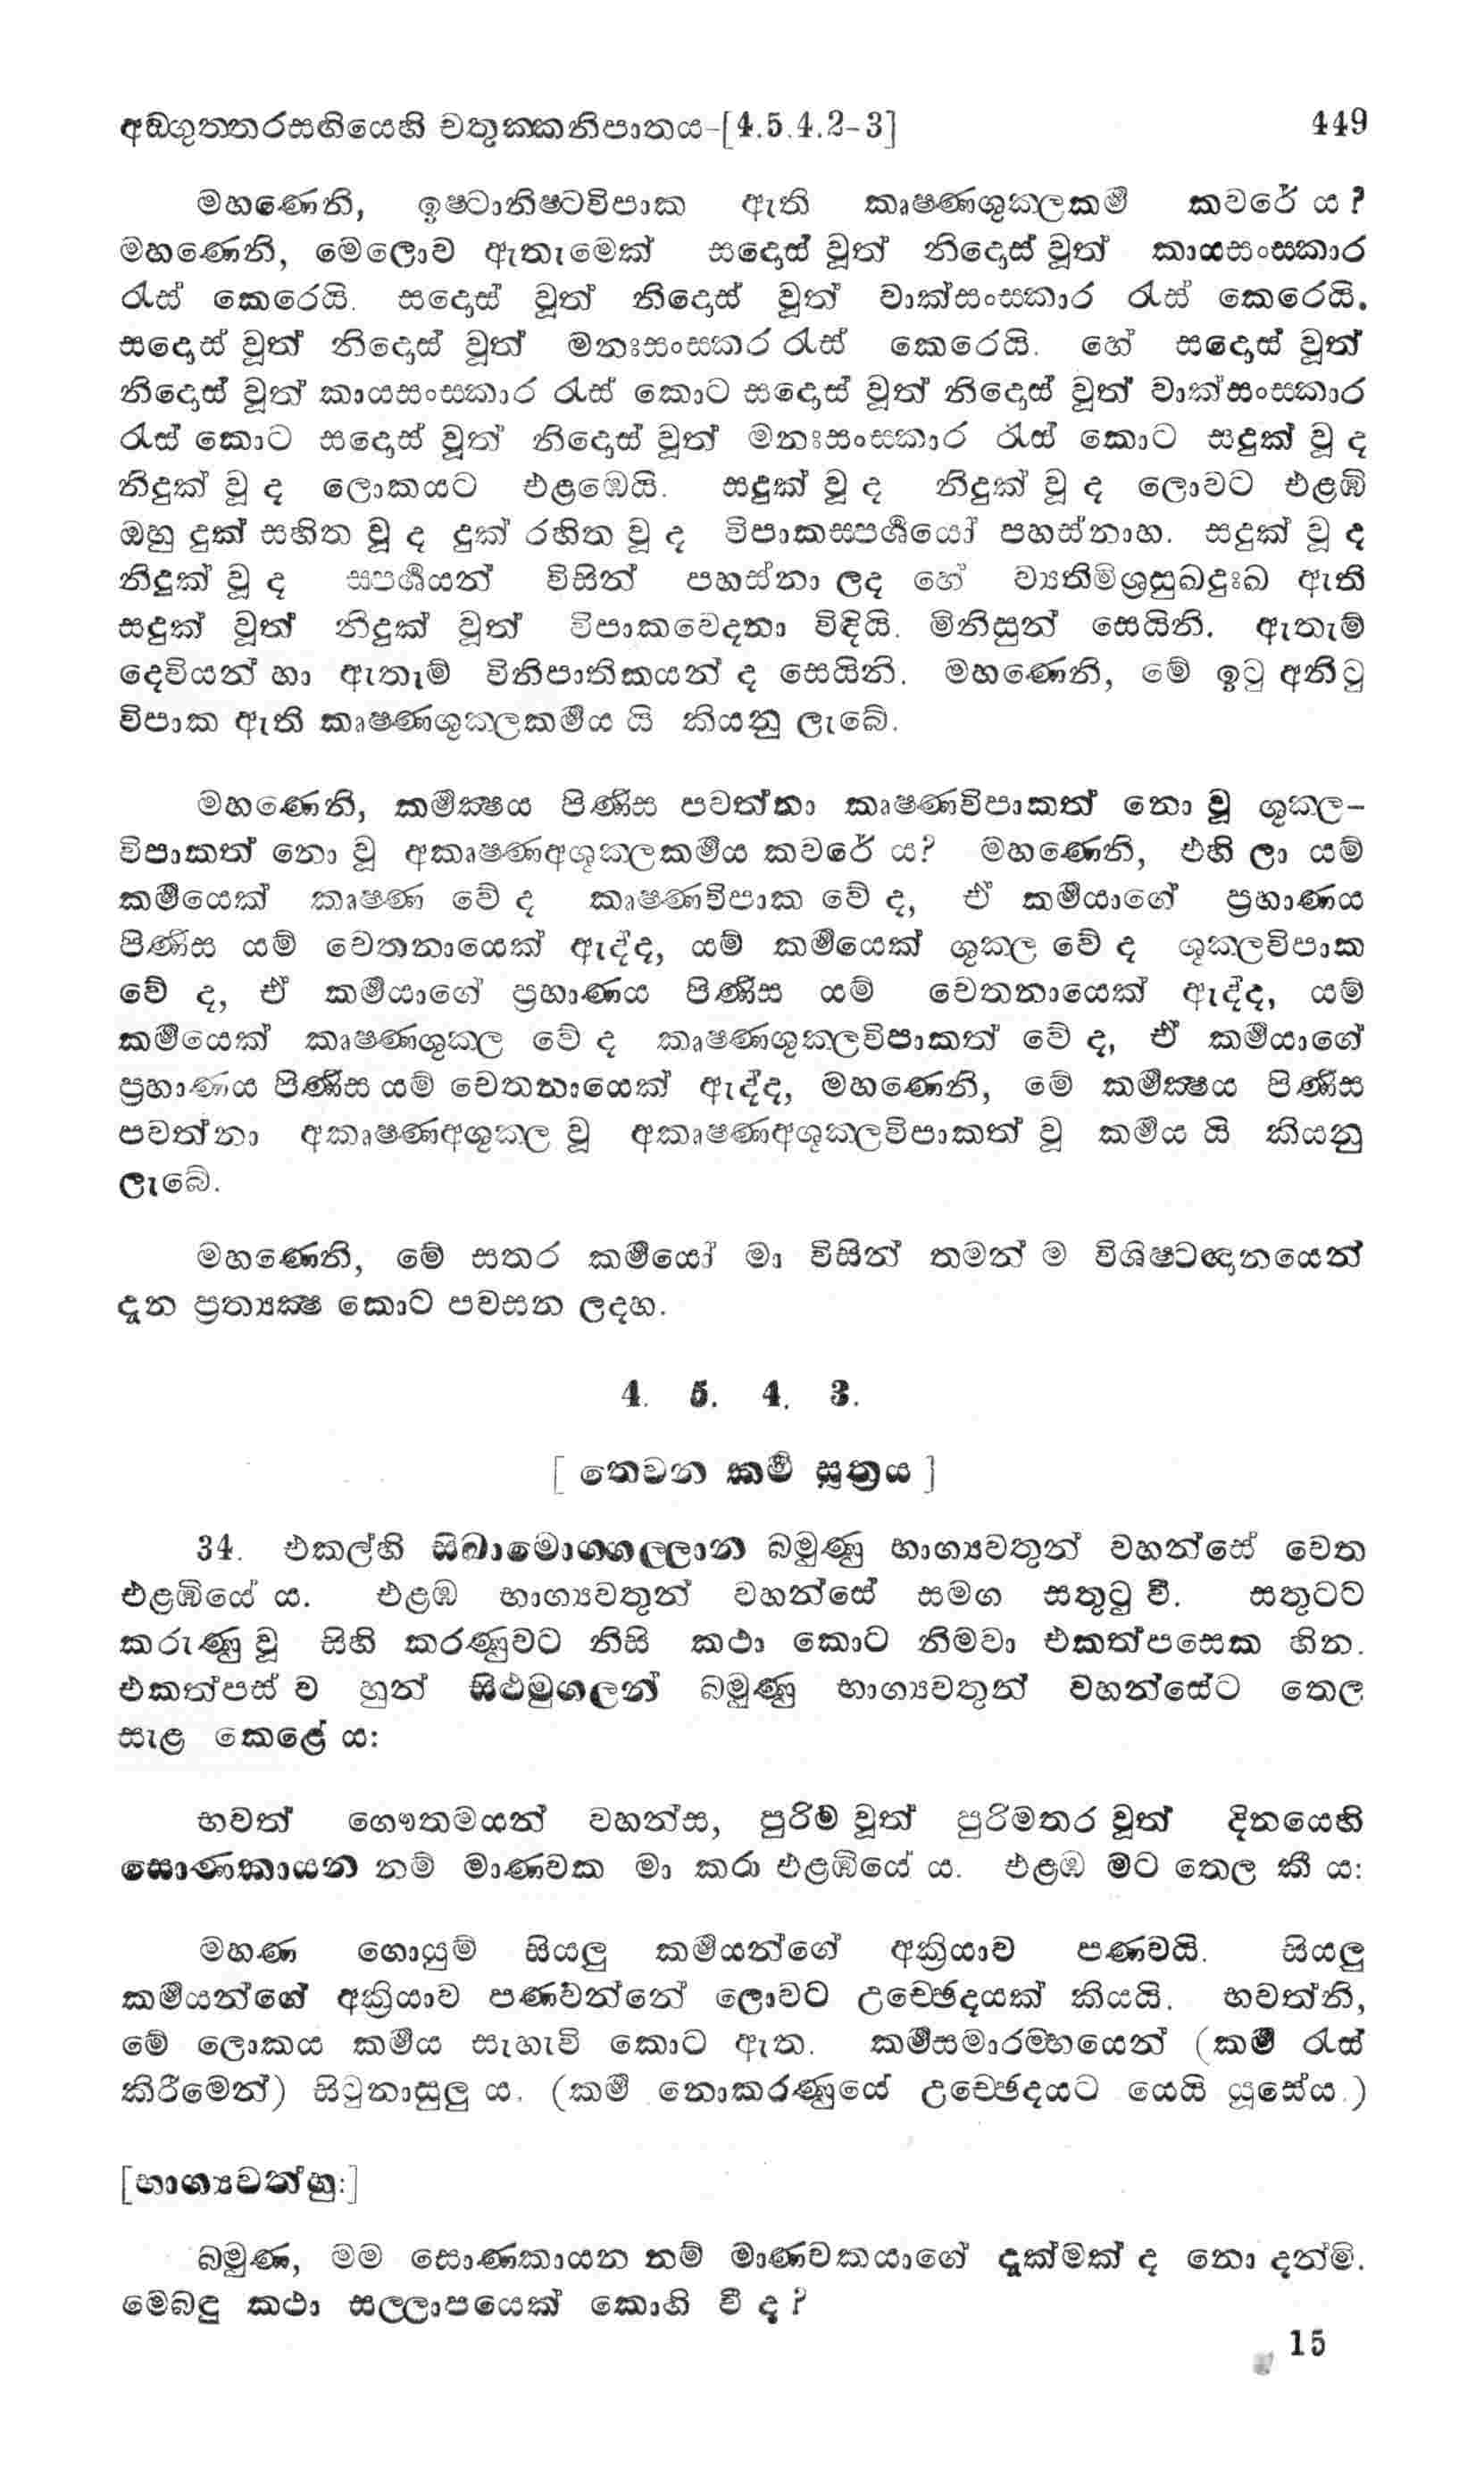 අඞ්ගුත්තරසඟියෙහි චතුක්කනිපාතය-[4.5.4.2-3] 449
මහණෙනි, ඉෂ්ටානිෂ්ටවිපාක ඇති කෘෂ්ණශුක්ලකර්ම කවරේ ය?
මහණෙනි, මෙලොව ඇතැමෙක් සදොස් වූත් නිදොස් වූත් කායසංස්කාර
රැස් කෙරෙයි. සදොස් වූත් නිදොස් වූත් වාක්සංස්කාර රැස් කෙරෙයි.
සදොස් වූත් නිදොස් වූත් මනඃසංස්කර රැස් කෙරෙයි. හේ සදොස් වූත්
නිදොස් වූත් කායසංස්කාර රැස් කොට සදොස් වූත් නිදොස් වූත් වාක්සංස්කාර
රැස් කොට සදොස් වූත් නිදොස් වූත් මනඃසංස්කාර රැස් කොට සදුක් වූ ද
නිදුක් වූ ද ලොකයට එළඹෙයි. සදුක් වූ ද නිදුක් වූ ද ලොවට එළඹි
ඔහු දුක් සහිත වූ ද දුක් රහිත වූ ද විපාකස්පර්ශයෝ පහස්නාහ. සදුක් වූ ද
නිදුක් වූ ද ස්පර්ශයන් විසින් පහස්නා ලද හේ ව්‍යතිමිශ්‍රසුඛදුඃඛ ඇති
සදුක් වූත් නිදුක් වූත් විපාකවෙදනා විඳියි. මිනිසුන් සෙයිනි. ඇතැම්
දෙවියන් හා ඇතැම් විනිපාතිකයන් ද සෙයිනි. මහණෙනි, මේ ඉටු අනිටු
විපාක ඇති කෘෂ්ණශුක්ලකර්මය යි කියනු ලැබේ.
මහණෙනි, කර්මක්ෂය පිණිස පවත්නා කෘෂ්ණවිපාකත් නො වූ ශුක්ල-
විපාකත් නො වූ අකෘෂ්ණඅශුක්ලකර්මය කවරේ ය? මහණෙනි, එහි ලා යම්
කර්මයෙක් කෘෂ්ණ වේ ද කෘෂ්ණවිපාක වේ ද, ඒ කර්මයාගේ ප්‍රහාණය
පිණිස යම් චෙතනායෙක් ඇද්ද, යම් කර්මයෙක් ශුක්ල වේ ද ශුක්ලවිපාක
වේ ද, ඒ කර්මයාගේ ප්‍රහාණය පිණිස යම් චෙතනායෙක් ඇද්ද, යම්
කර්මයෙක් කෘෂ්ණශුක්ල වේ ද කෘෂ්ණශුක්ලවිපාකත් වේ ද, ඒ කර්මයාගේ
ප්‍රහාණය පිණිස යම් චෙතනායෙක් ඇද්ද, මහණෙනි, මේ කර්මක්ෂය පිණිස
පවත්නා අකෘෂ්ණඅශුක්ල වූ අකෘෂ්ණඅශුක්ලවිපාකත් වූ කර්මය යි කියනු
ලැබේ.
මහණෙනි, මේ සතර කර්මයෝ මා විසින් තමන් ම විශිෂ්ටඥානයෙන්
දැන ප්‍රත්‍යක්ෂ කොට පවසන ලදහ.
4. 5. 4. 3.
[ තෙවන කර්ම සූත්‍රය ]
34. එකල්හි සිඛාමොග්ගල්ලාන බමුණු භාග්‍යවතුන් වහන්සේ වෙත
එළඹියේ ය. එළඹ භාග්‍යවතුන් වහන්සේ සමග සතුටු වී. සතුටට
කරුණු වූ සිහි කරණුවට නිසි කථා කොට නිමවා එකත්පසෙක හින.
එකත්පස් ව හුන් සිළුමුගලන් බමුණු භාග්‍යවතුන් වහන්සේට තෙල
සැළ කෙළේ ය:
භවත් ගෞතමයන් වහන්ස, පුරිම වූත් පුරිමතර වූත් දිනයෙහි
සොණකායන නම් මාණවක මා කරා එළඹියේ ය. එළඹ මට තෙල කී ය:
මහණ ගොයුම් සියලු කර්මයන්ගේ අක්‍රියාව පණවයි. සියලු
කර්මයන්ගේ අක්‍රියාව පණවන්නේ ලොවට උච්ඡෙදයක් කියයි. භවත්නි,
මේ ලොකය කර්මය සැහැවි කොට ඇත. කර්මසමාරම්භයෙන් (කර්ම රැස්
කිරීමෙන්) සිටුනාසුලු ය. (කර්ම නොකරණුයේ උච්ඡෙදයට යෙයි යූසේය.)
[භාග්‍යවත්හු:]
බමුණ, මම සොණකායන නම් මාණවකයාගේ දැක්මක් ද නො දන්මි.
මෙබඳු කථා සල්ලාපයෙක් කොහි වී ද?
15